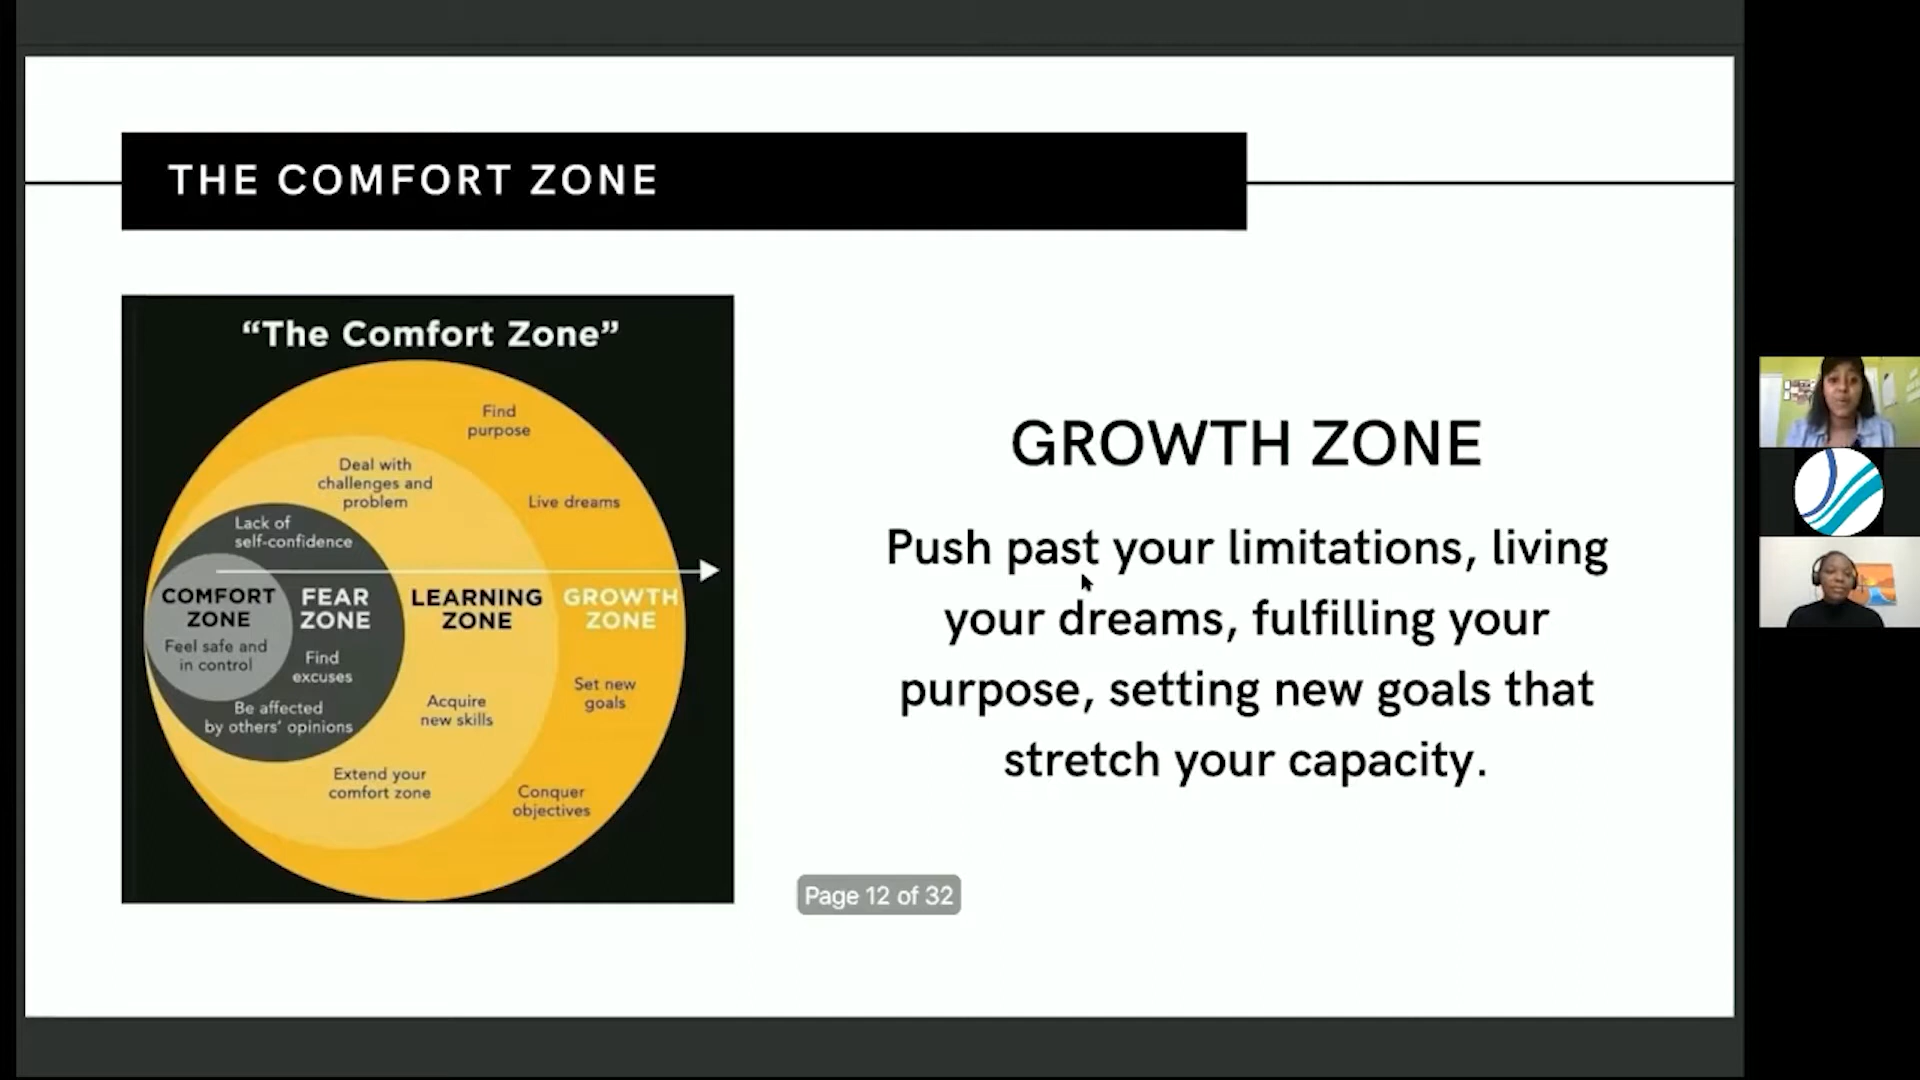 THE COMFORT ZONE
“The Comfort Zone”
Find
purpose
Deal with
challenges and
problem
Live dreams
Lack of
self-confidence
COMFORT
ZONE
Feel safe and
in control
FEAR
ZONE
Find
excuses
Be affected
by others’ opinions
LEARNING
ZONE
Acquire
new skills
Extend your
comfort zone
GROWTH
ZONE
Set new
goals
Conquer
objectives
GROWTH ZONE
Push past your limitations, living
your dreams, fulfilling your
purpose, setting new goals that
stretch your capacity.
Page 12 of 32